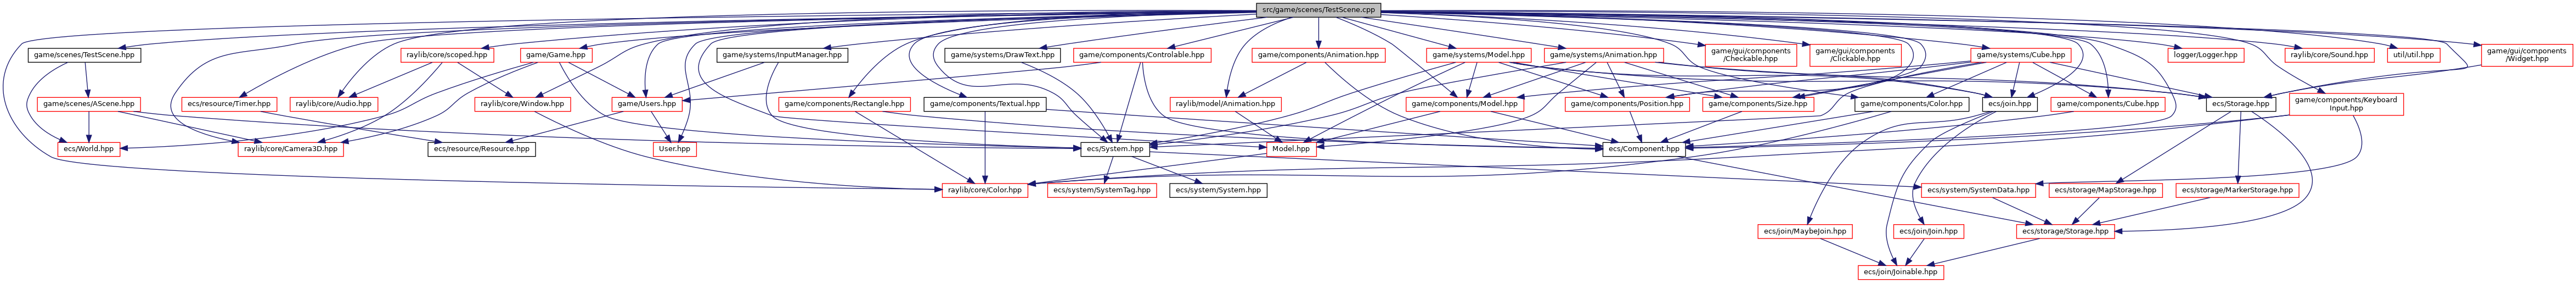 src/game/scenes/TestScene.cpp
game/scenes/TestScene.hpp
raylib/core/scoped.hpp
game/Game.hpp
game/systems/InputManager.hpp
game/systems/DrawText.hpp
game/components/Controlable.hpp
game/components/Animation.hpp
game/systems/Model.hpp
game/systems/Animation.hpp
game/gui/components
/Checkable.hpp
game/gui/components
/Clickable.hpp
game/systems/Cube.hpp
logger/Logger.hpp
raylib/core/Sound.hpp
util/util.hpp
game/gui/components
/Widget.hpp
game/scenes/AScene.hpp
ecs/resource/Timer.hpp
raylib/core/Audio.hpp
raylib/core/Window.hpp
game/Users.hpp
game/components/Rectangle.hpp
game/components/Textual.hpp
raylib/model/Animation.hpp
game/components/Model.hpp
game/components/Position.hpp
game/components/Size.hpp
game/components/Color.hpp
ecs/join.hpp
game/components/Cube.hpp
ecs/Storage.hpp
game/components/Keyboard
Input.hpp
ecs/World.hpp
raylib/core/Camera3D.hpp
ecs/resource/Resource.hpp
User.hpp
ecs/System.hpp
Model.hpp
ecs/Component.hpp
raylib/core/Color.hpp
ecs/system/SystemTag.hpp
ecs/system/System.hpp
ecs/system/SystemData.hpp
ecs/storage/MapStorage.hpp
ecs/storage/MarkerStorage.hpp
ecs/join/MaybeJoin.hpp
ecs/join/Join.hpp
ecs/storage/Storage.hpp
ecs/join/Joinable.hpp